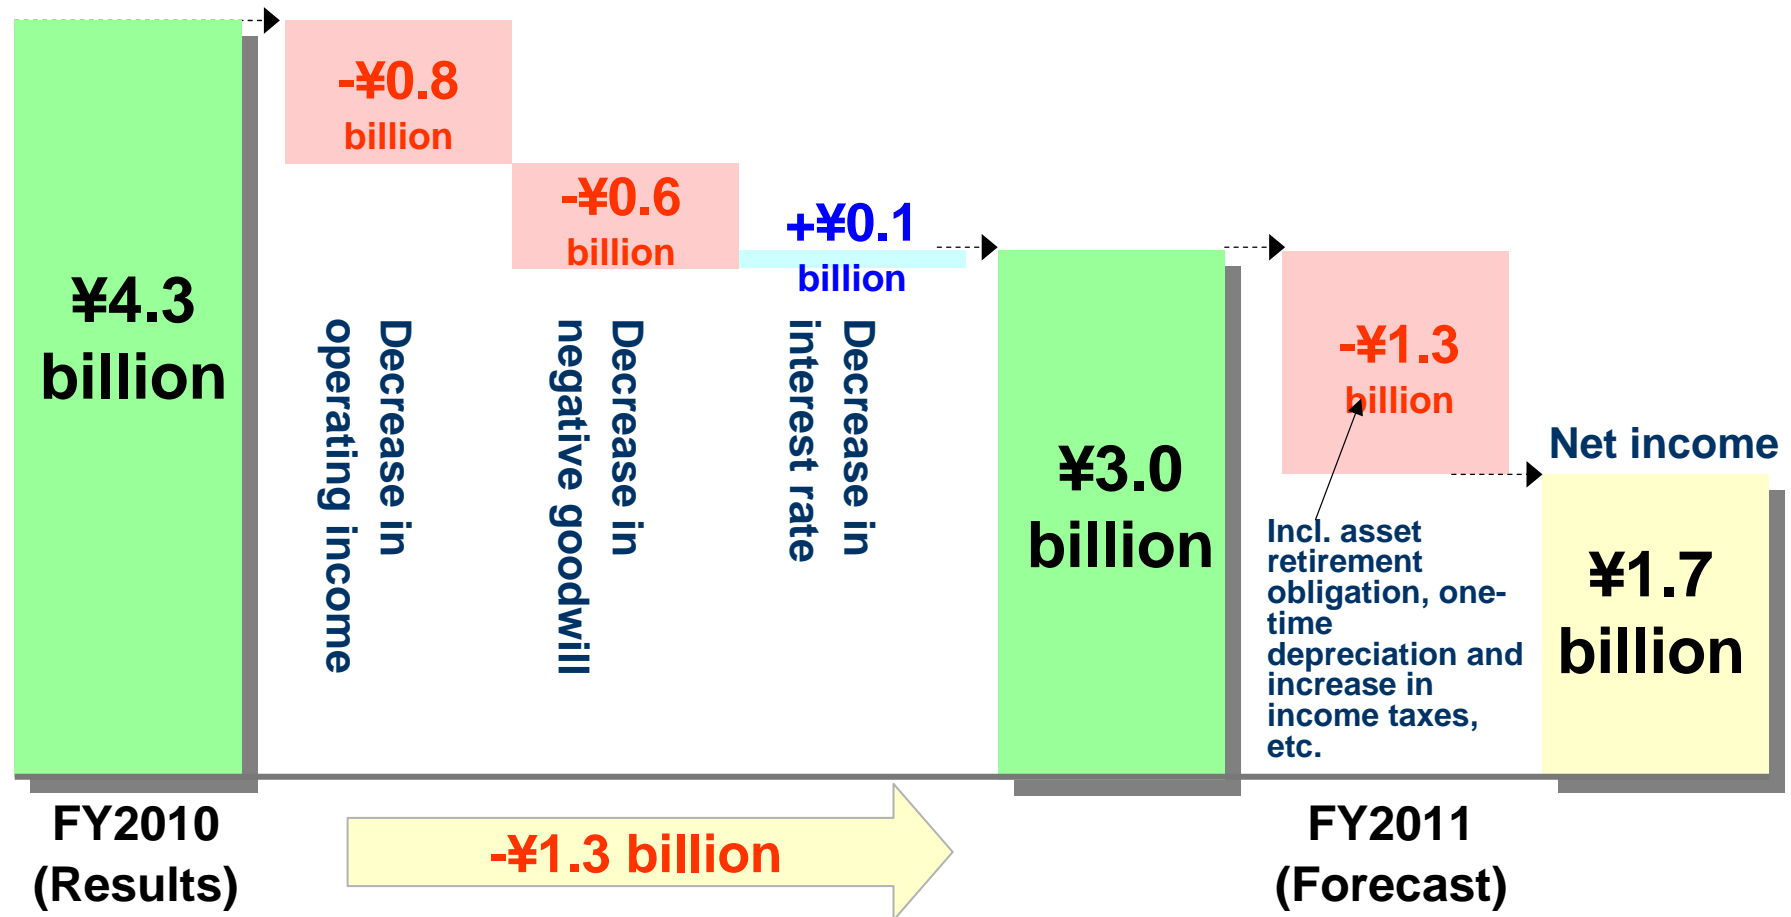 -¥0.8
billion
-¥0.6
billion
+¥0.1
billion
¥4.3
billion
Decrease in
operating income
Decrease in
negative goodwill
Decrease in
interest rate
¥3.0
billion
-¥1.3
billion
Incl. asset
retirement
obligation, one-
time
depreciation and
increase in
income taxes,
etc.
Net income
¥1.7
billion
FY2010
(Results)
-¥1.3 billion
FY2011
(Forecast)